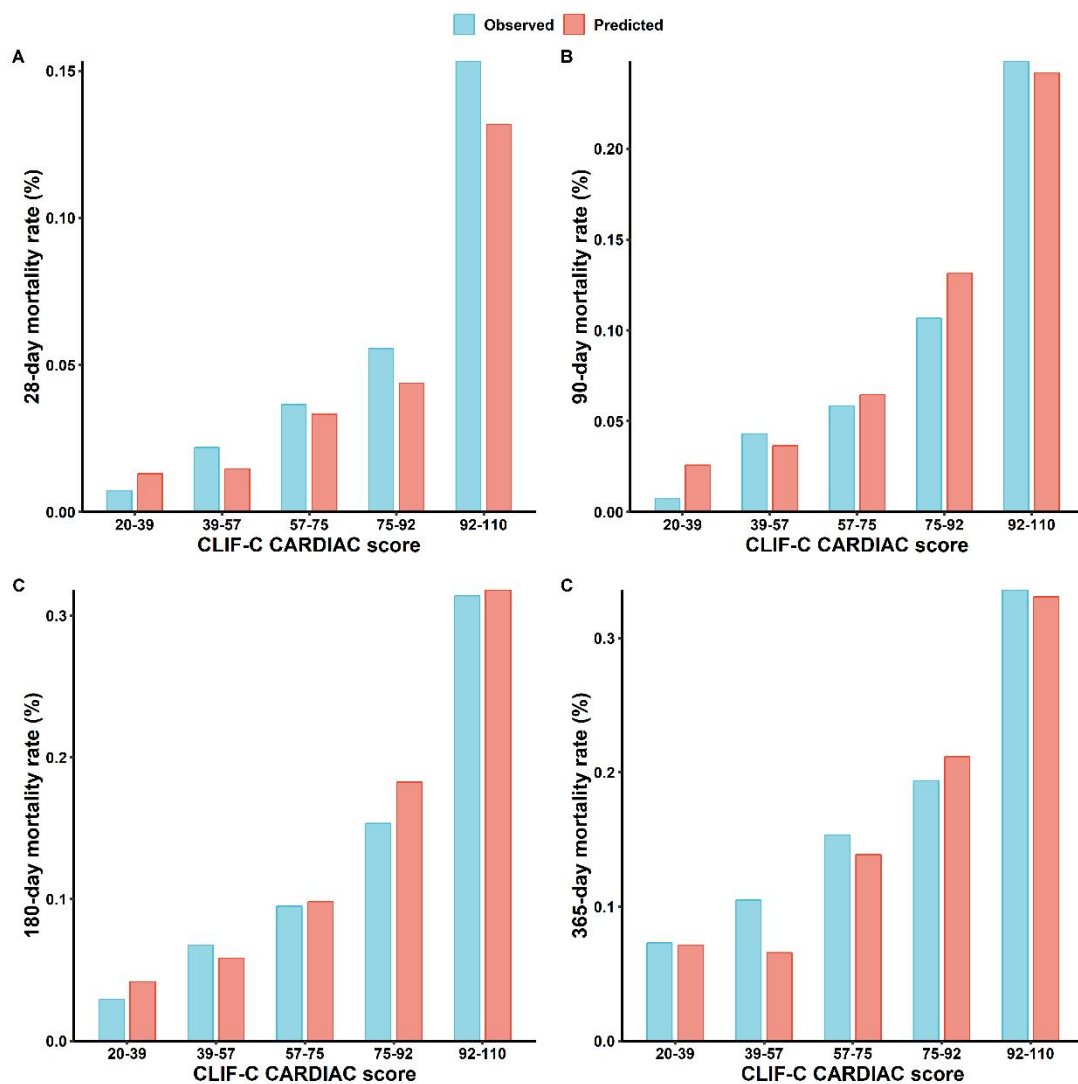 Observed Predicted
A
28-day mortality rate (%)
0.15
0.10
0.05
0.00
20-39 39-57 57-75 75-92 92-110
CLIF-C CARDIAC score
B
90-day mortality rate (%)
0.20
0.15
0.10
0.05
0.00
20-39 39-57 57-75 75-92 92-110
CLIF-C CARDIAC score
C
180-day mortality rate (%)
0.3
0.2
0.1
0.0
20-39 39-57 57-75 75-92 92-110
CLIF-C CARDIAC score
C
365-day mortality rate (%)
0.3
0.2
0.1
0.0
20-39 39-57 57-75 75-92 92-110
CLIF-C CARDIAC score